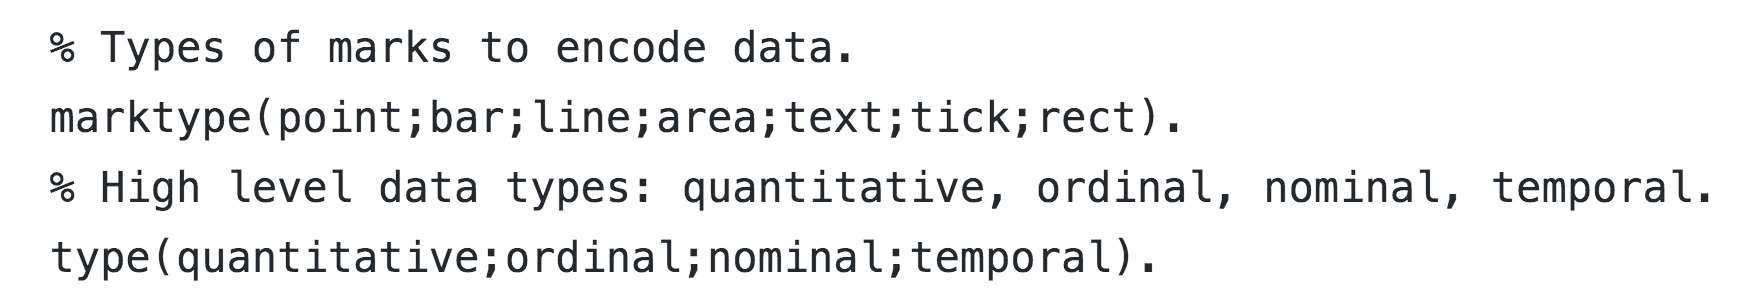 % Types of marks to encode data.
marktype(point;bar;line;area;text;tick;rect).
% High level data types: quantitative, ordinal, nominal, temporal.
type(quantitative;ordinal;nominal;temporal).